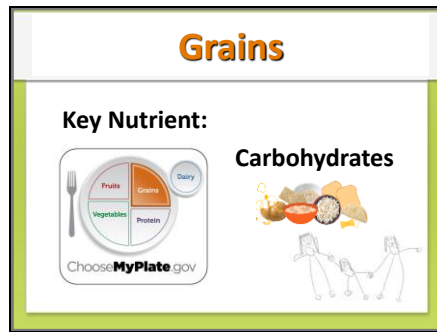 Grains
Key Nutrient:
Carbohydrates
Fruits
Grains
Dairy
Vegetables
Protein
ChooseMyPlate.gov